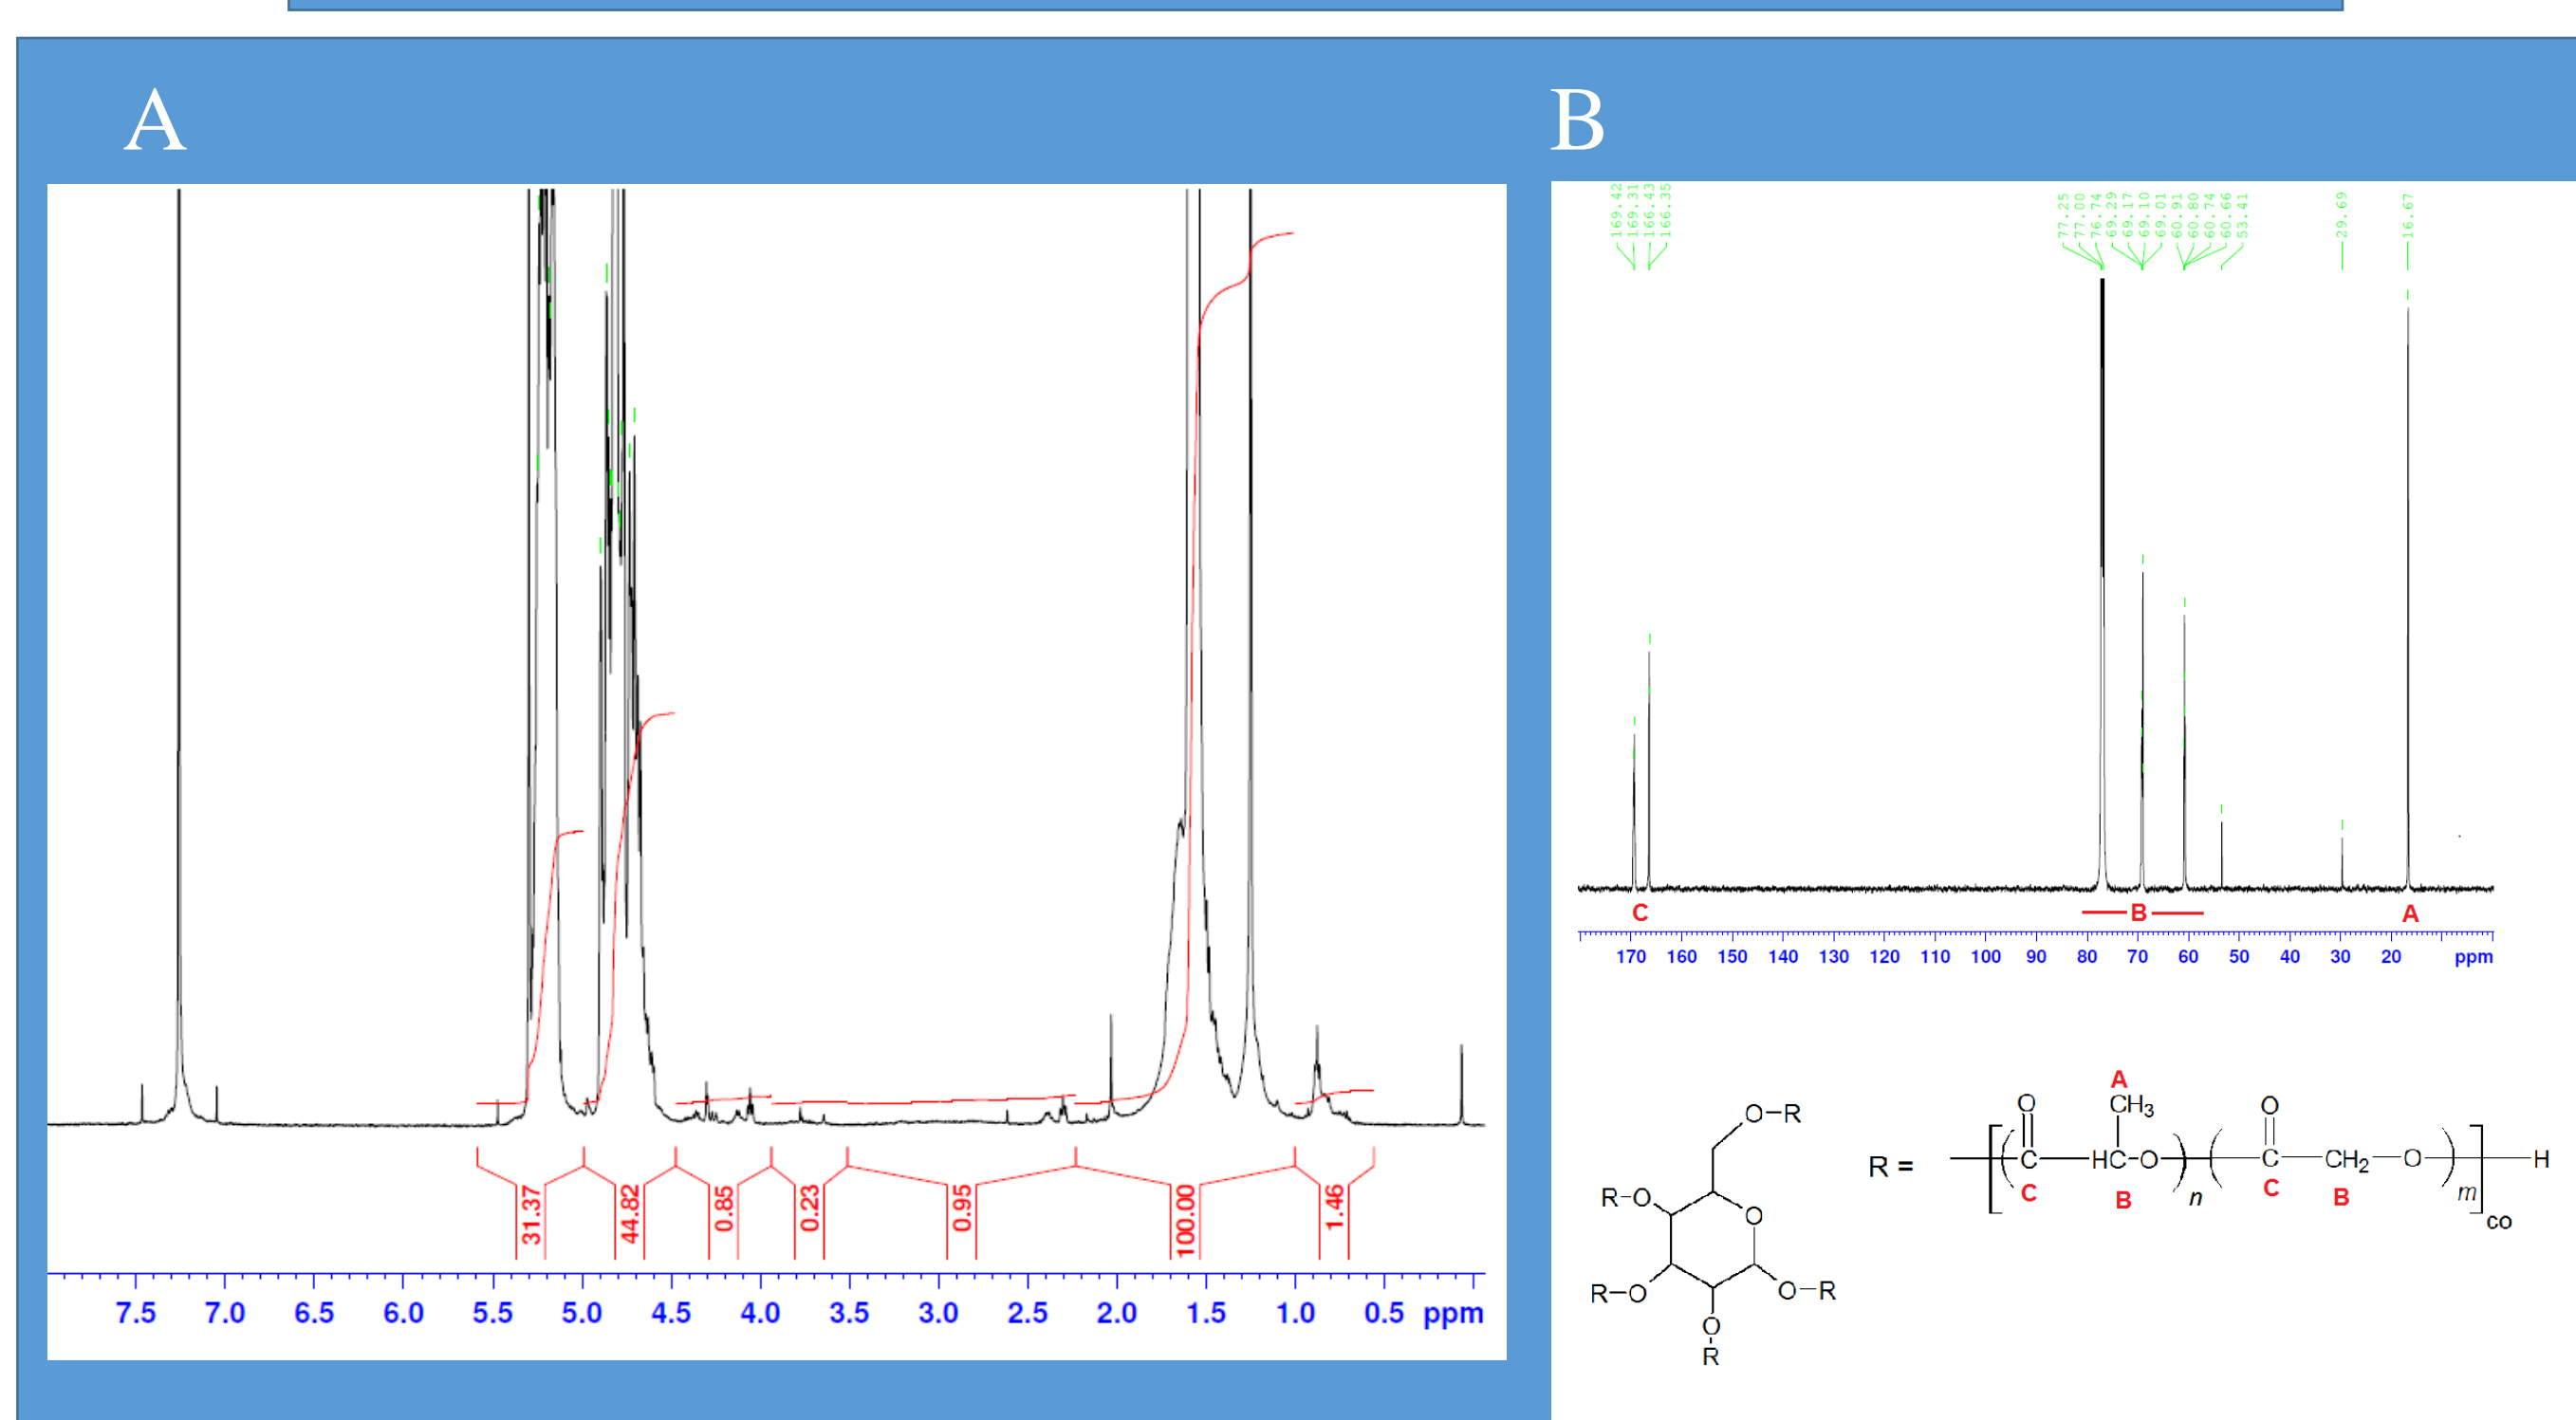 A
B
31.37
44.82
0.85
0.23
0.95
100.00
1.46
7.5 7.0 6.5 6.0 5.5 5.0 4.5 4.0 3.5 3.0 2.5 2.0 1.5 1.0 0.5 ppm
169.42
169.31
166.43
166.35
77.25
77.00
76.74
69.29
69.17
69.10
69.01
60.91
60.80
60.74
60.66
53.41
29.69
16.67
C B A
170 160 150 140 130 120 110 100 90 80 70 60 50 40 30 20 ppm
O-R
R-O
O
R-O
O-R
O
R
R =
A
O CH3 O
C HC-O n C CH2 O m H
C B C B
co